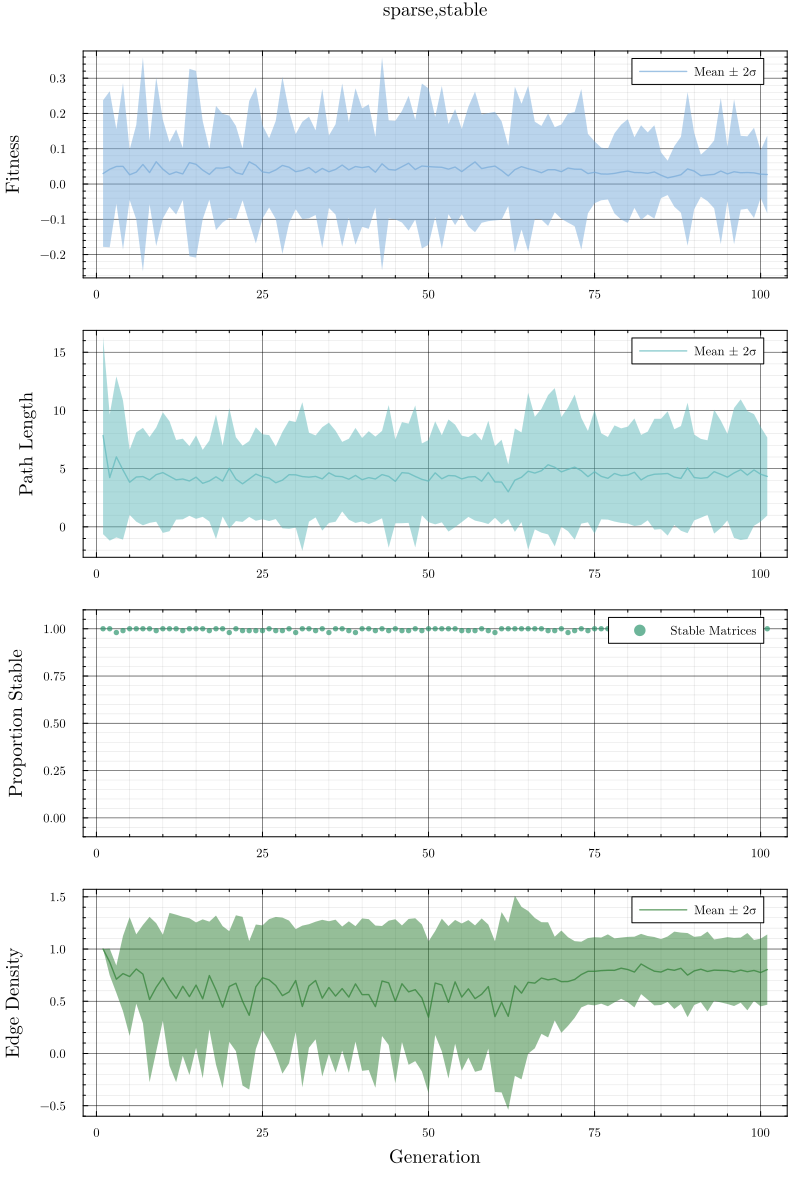 sparse,stable
Fitness
Mean ± 2σ
0.3
0.2
0.1
0.0
−0.1
−0.2
0 25 50 75 100
Path Length
Mean ± 2σ
15
10
5
0
0 25 50 75 100
Proportion Stable
Stable Matrices
1.00
0.75
0.50
0.25
0.00
0 25 50 75 100
Edge Density
Mean ± 2σ
1.5
1.0
0.5
0.0
−0.5
0 25 50 75 100
Generation